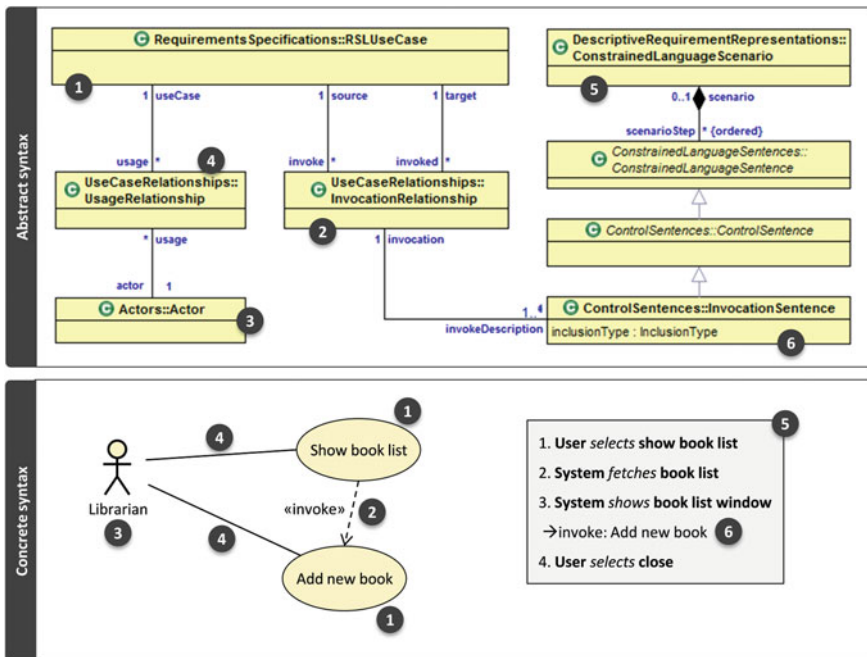 Abstract syntax
C RequirementsSpecifications::RSLUseCase
1
1 useCase
1 source
1 target
usage *
4
invoke *
invoked *
C UseCaseRelationships::
UsageRelationship
C UseCaseRelationships::
InvocationRelationship
2
* usage
1 invocation
actor 1
C Actors::Actor
3
C DescriptiveRequirementRepresentations::
ConstrainedLanguageScenario
5
0..1 scenario
scenarioStep * {ordered}
C ConstrainedLanguageSentences::
ConstrainedLanguageSentence
C ControlSentences::ControlSentence
1..*
invokeDescription
C ControlSentences::InvocationSentence
inclusionType : InclusionType
6
Concrete syntax
1
4
Show book list
Librarian
3
«invoke»
2
4
Add new book
1
5
1. User selects show book list
2. System fetches book list
3. System shows book list window
→invoke: Add new book
6
4. User selects close